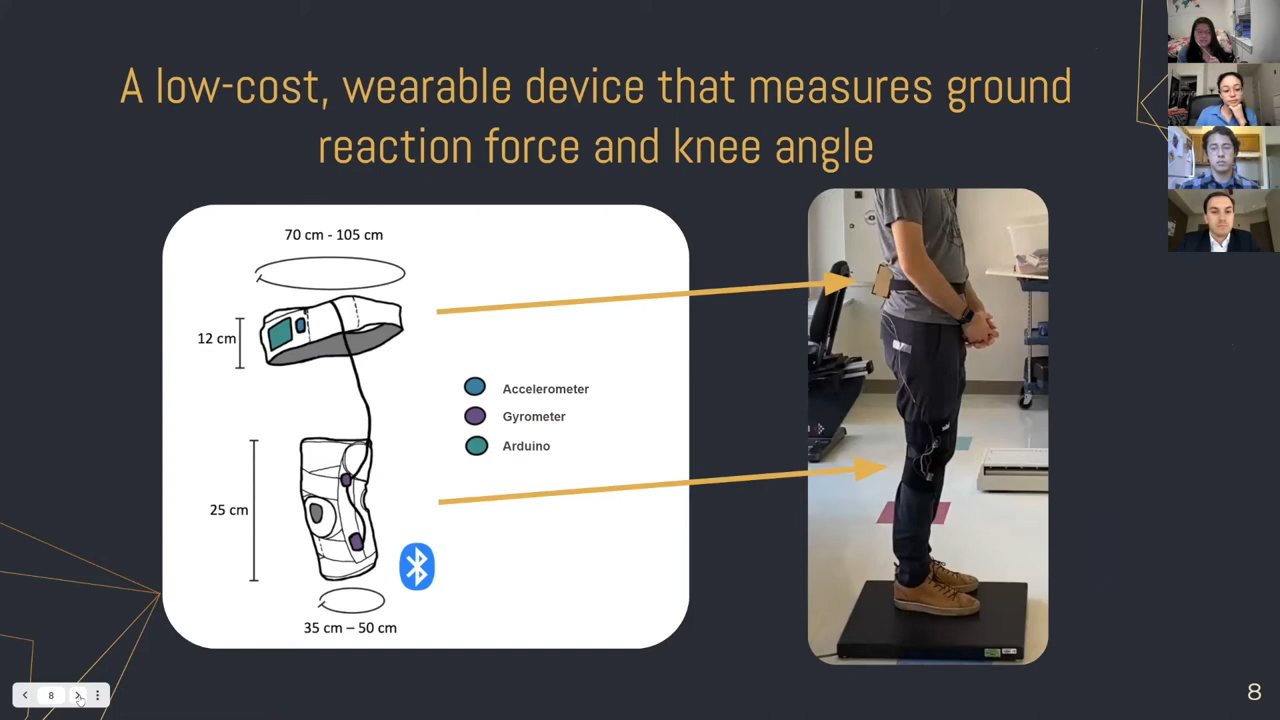 A low-cost, wearable device that measures ground
reaction force and knee angle
70 cm - 105 cm
12 cm
Accelerometer
Gyrometer
Arduino
25 cm
35 cm – 50 cm
8
8